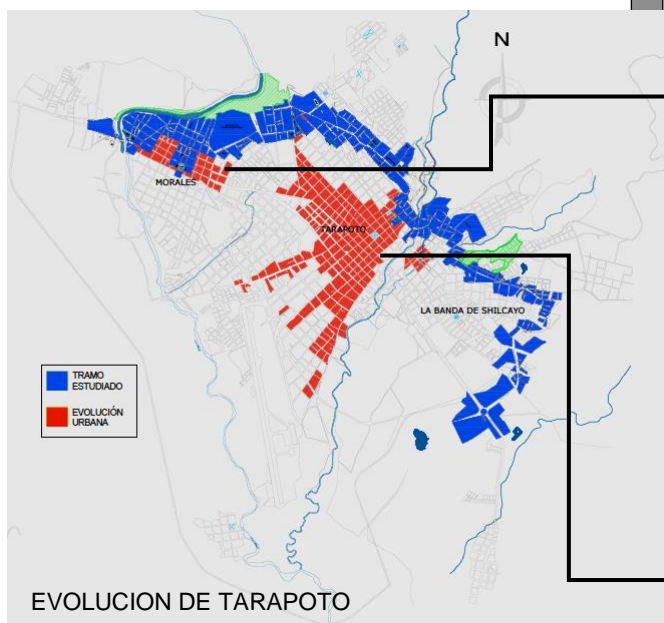 N
MORALES
TARAPOTO
LA BANDA DE SHILCAYO
TRAMO
ESTUDIADO
EVOLUCIÓN
URBANA
EVOLUCION DE TARAPOTO